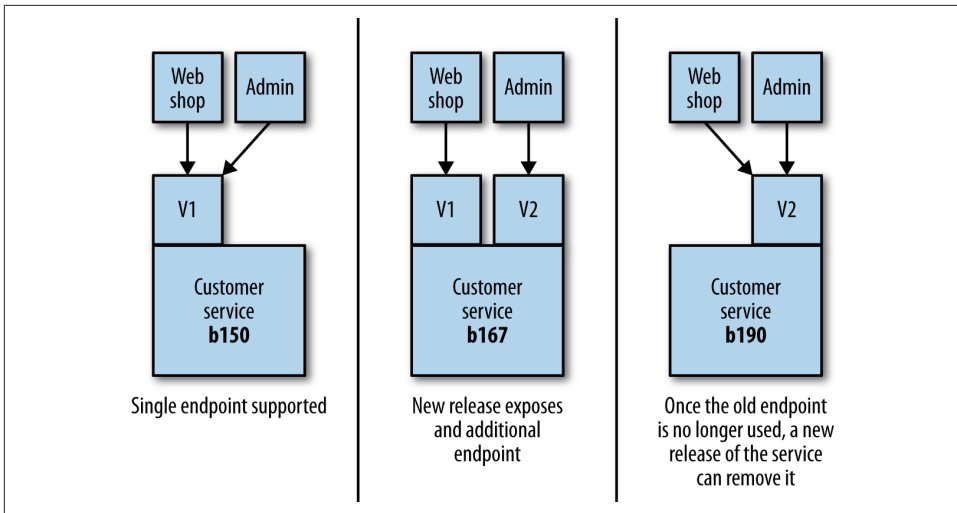 Web
shop
Admin
V1
Customer
service
b150
Single endpoint supported
Web
shop
Admin
V1
V2
Customer
service
b167
New release exposes
and additional
endpoint
Web
shop
Admin
V2
Customer
service
b190
Once the old endpoint
is no longer used, a new
release of the service
can remove it